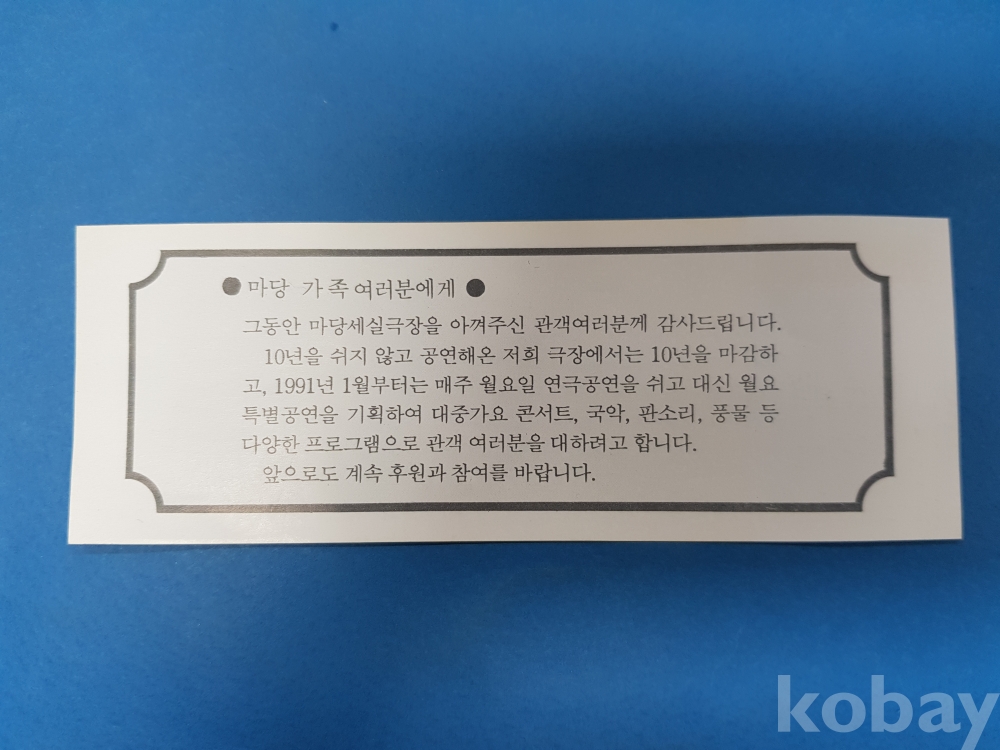 ● 마당 가족 여러분에게 ●
그동안 마당세실극장을 아껴주신 관객여러분께 감사드립니다.
10년을 쉬지 않고 공연해온 저희 극장에서는 10년을 마감하
고, 1991년 1월부터는 매주 월요일 연극공연을 쉬고 대신 월요
특별공연을 기획하여 대중가요 콘서트, 국악, 판소리, 풍물 등
다양한 프로그램으로 관객 여러분을 대하려고 합니다.
앞으로도 계속 후원과 참여를 바랍니다.
kobay